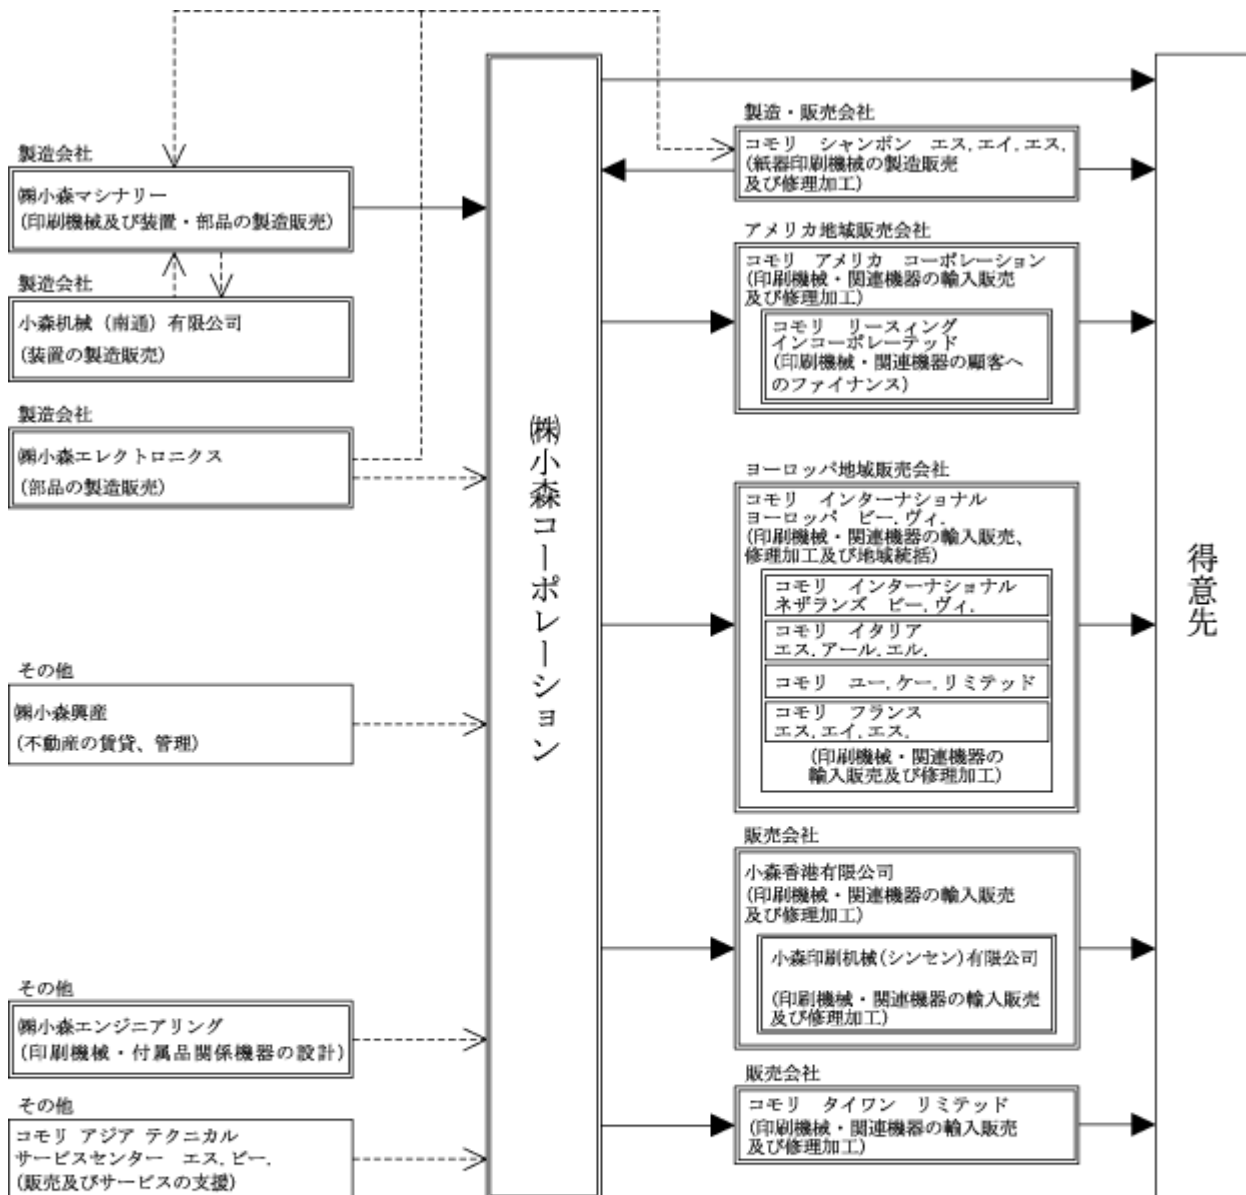 製造会社
㈱小森マシナリー
(印刷機械及び装置・部品の製造販売)
製造会社
小森机械（南通）有限公司
(装置の製造販売)
製造会社
㈱小森エレクトロニクス
(部品の製造販売)
その他
㈱小森興産
(不動産の賃貸、管理)
その他
㈱小森エンジニアリング
(印刷機械・付属品関係機器の設計)
その他
コモリ アジア テクニカル
サービスセンター　エス.ピー.
(販売及びサービスの支援)
㈱小森コーポレーション
製造・販売会社
コモリ　シャンボン　エス.エイ.エス.
(紙器印刷機械の製造販売
及び修理加工)
アメリカ地域販売会社
コモリ　アメリカ　コーポレーション
(印刷機械・関連機器の輸入販売
及び修理加工)
コモリ　リースィング
インコーポレーテッド
(印刷機械・関連機器の顧客へ
のファイナンス)
ヨーロッパ地域販売会社
コモリ　インターナショナル
ヨーロッパ　ビー.ヴィ.
(印刷機械・関連機器の輸入販売、
修理加工及び地域統括)
コモリ　インターナショナル
ネザランズ　ビー.ヴィ.
コモリ　イタリア
エス.アール.エル.
コモリ　ユー.ケー.リミテッド
コモリ　フランス
エス.エイ.エス.
(印刷機械・関連機器の
輸入販売及び修理加工)
販売会社
小森香港有限公司
(印刷機械・関連機器の輸入販売
及び修理加工)
小森印刷机械(シンセン)有限公司
(印刷機械・関連機器の輸入販売
及び修理加工)
販売会社
コモリ　タイワン　リミテッド
(印刷機械・関連機器の輸入販売
及び修理加工)
得意先